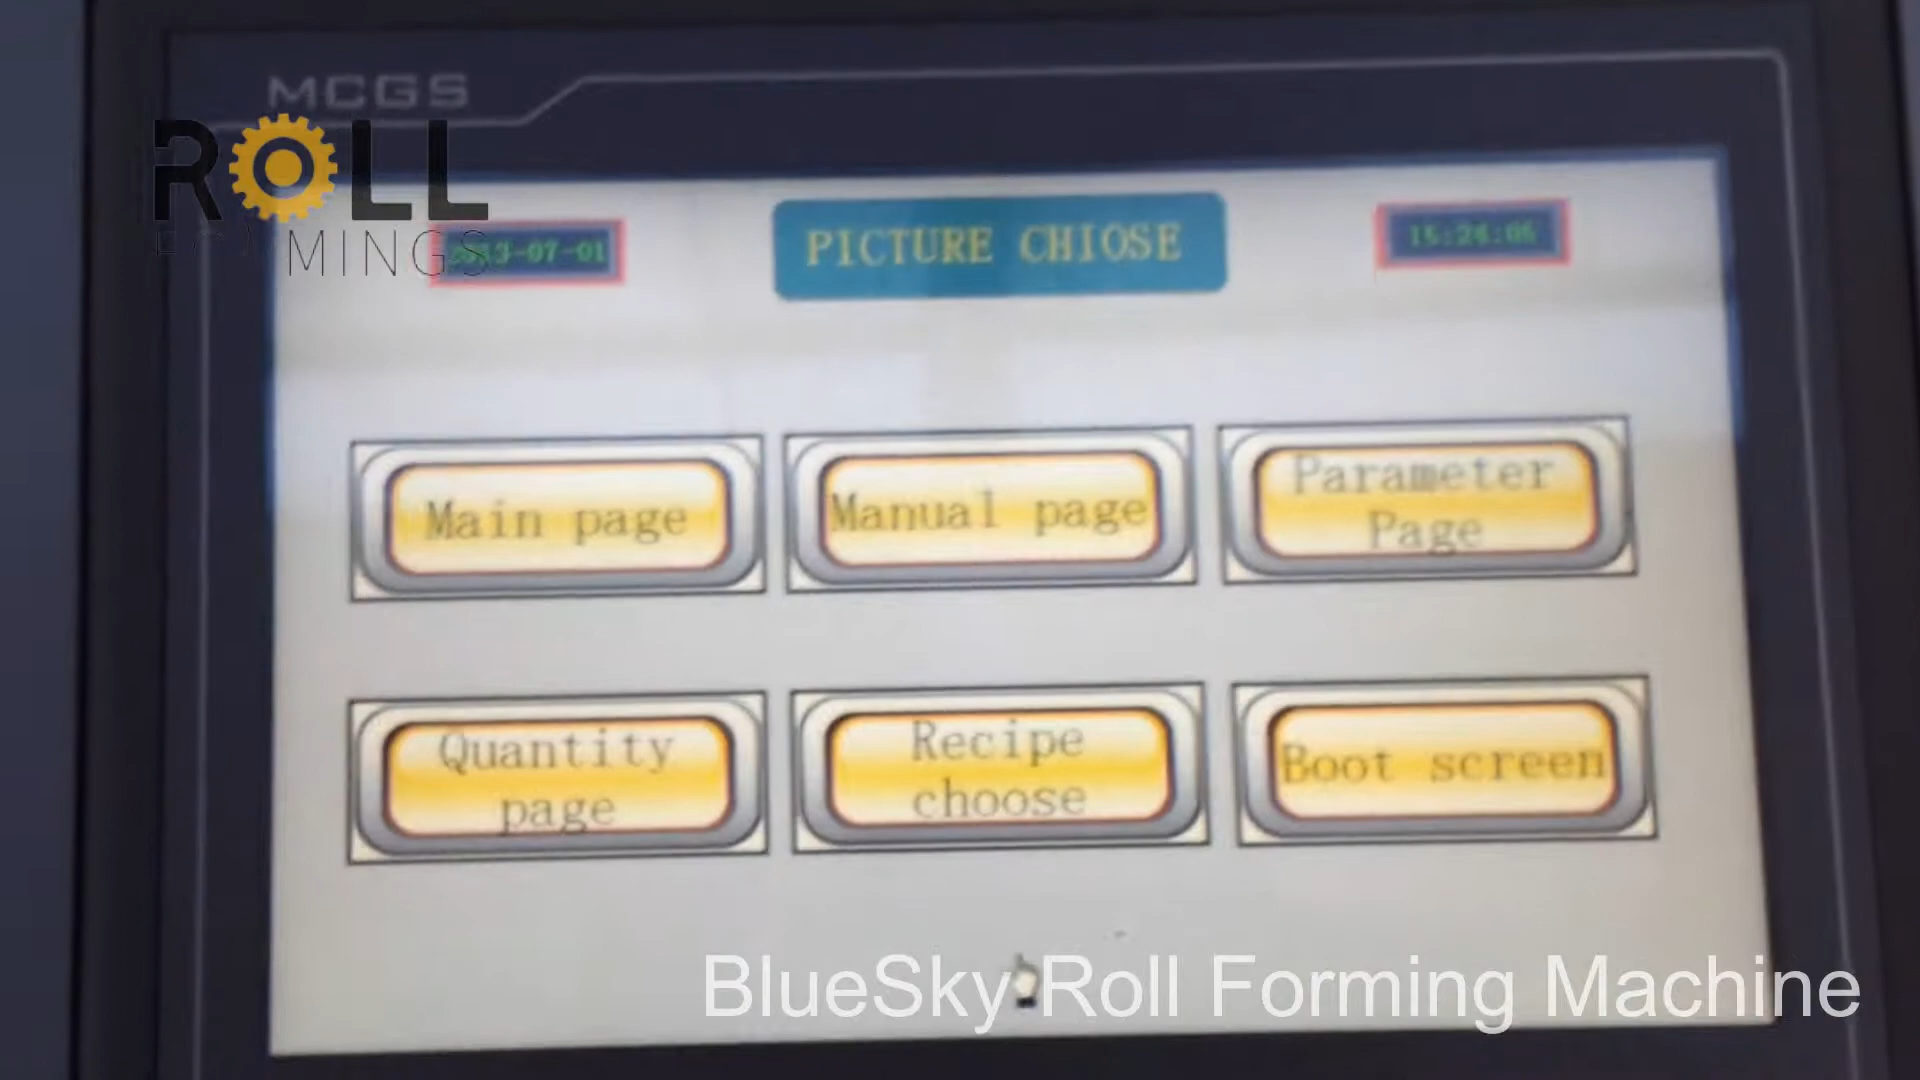 MCGS
ROLL
FORMINGS
PICTURE CHIOSE
Main page
Manual page
Parameter
Page
Quantity
page
Recipe
choose
Boot screen
BlueSky Roll Forming Machine